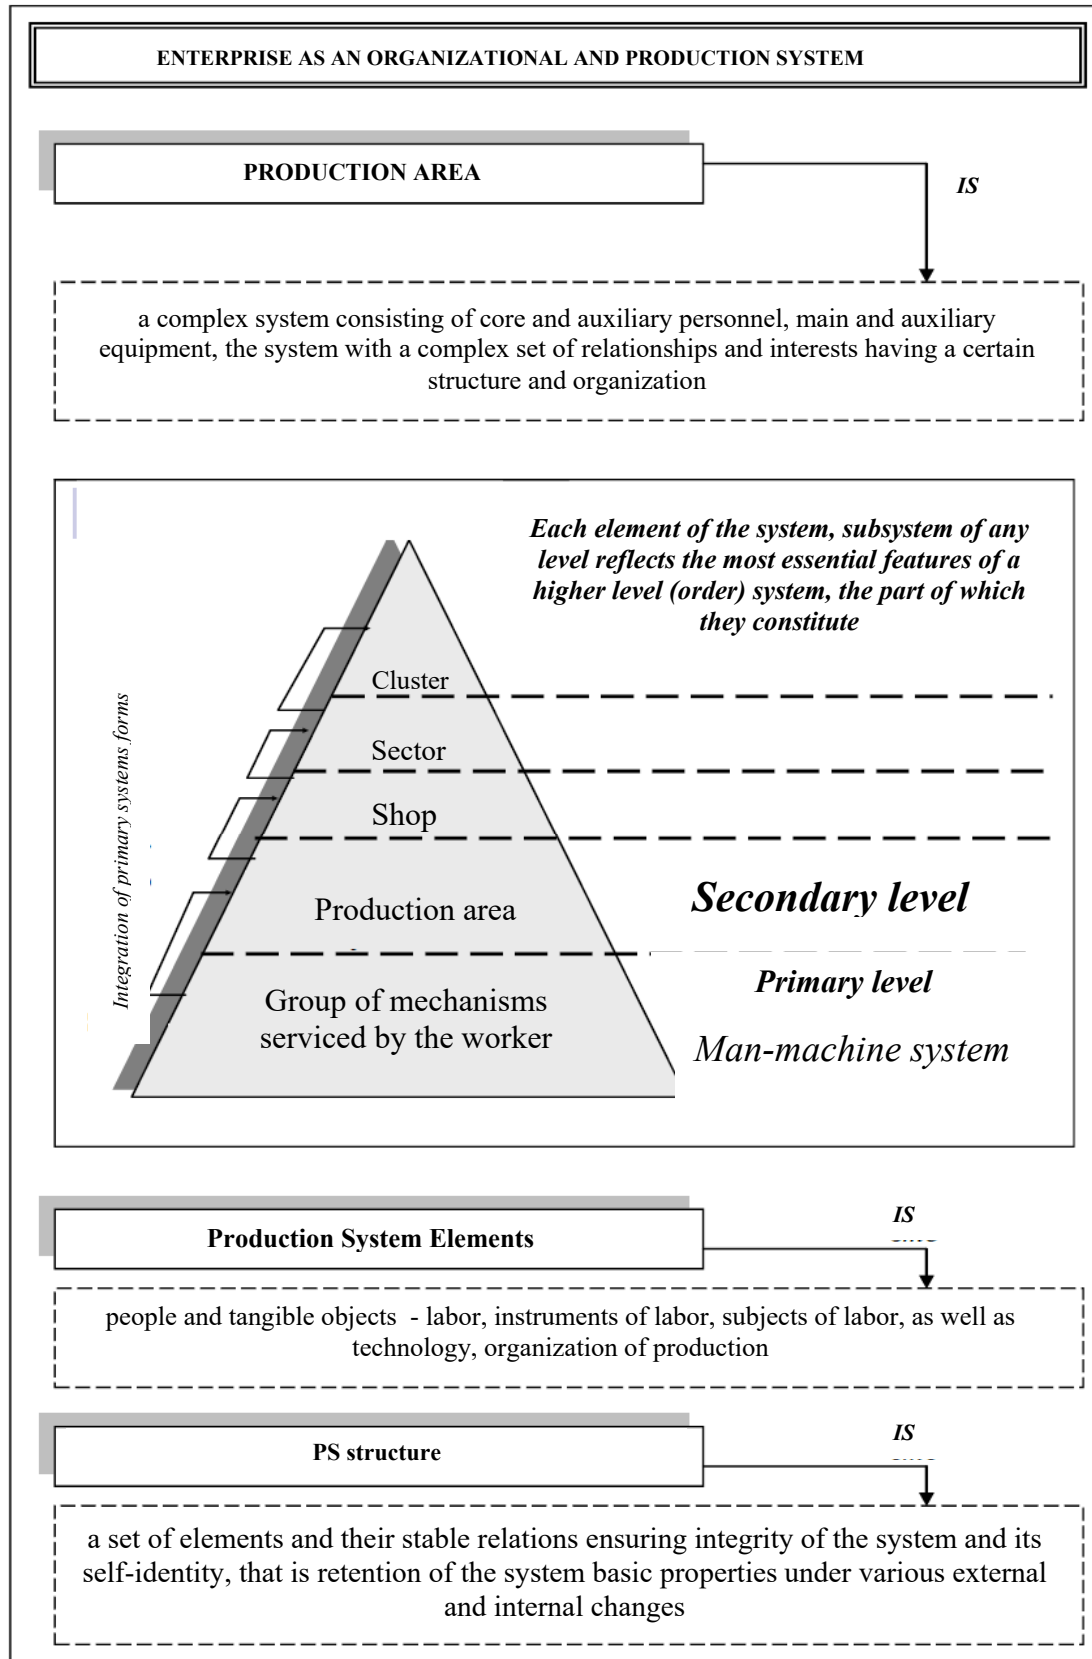 ENTERPRISE AS AN ORGANIZATIONAL AND PRODUCTION SYSTEM
PRODUCTION AREA
IS
a complex system consisting of core and auxiliary personnel, main and auxiliary
equipment, the system with a complex set of relationships and interests having a certain
structure and organization
Each element of the system, subsystem of any
level reflects the most essential features of a
higher level (order) system, the part of which
they constitute
Integration of primary systems forms
Cluster
Sector
Shop
Production area
Secondary level
Group of mechanisms
serviced by the worker
Primary level
Man-machine system
Production System Elements
IS
people and tangible objects - labor, instruments of labor, subjects of labor, as well as
technology, organization of production
PS structure
IS
a set of elements and their stable relations ensuring integrity of the system and its
self-identity, that is retention of the system basic properties under various external
and internal changes